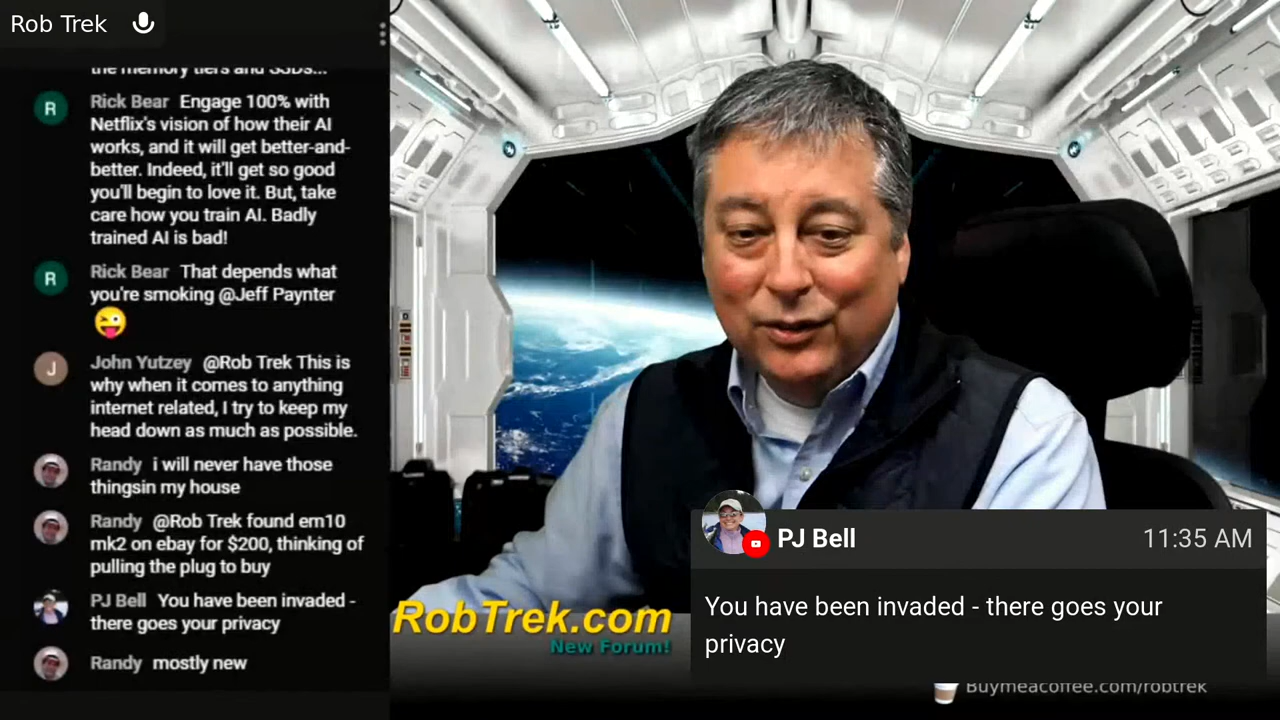 Rob Trek
the memory tiers and SSDs...
R
Rick Bear Engage 100% with
Netflix's vision of how their AI
works, and it will get better-and-
better. Indeed, it'll get so good
you'll begin to love it. But, take
care how you train AI. Badly
trained AI is bad!
R
Rick Bear That depends what
you're smoking @Jeff Paynter
J
John Yutzey @Rob Trek This is
why when it comes to anything
internet related, I try to keep my
head down as much as possible.
Randy i will never have those
thingsin my house
Randy @Rob Trek found em10
mk2 on ebay for $200, thinking of
pulling the plug to buy
PJ Bell You have been invaded -
there goes your privacy
Randy mostly new
RobTrek.com
New Forum!
PJ Bell 11:35 AM
You have been invaded - there goes your
privacy
Buymeacoffee.com/robtrek